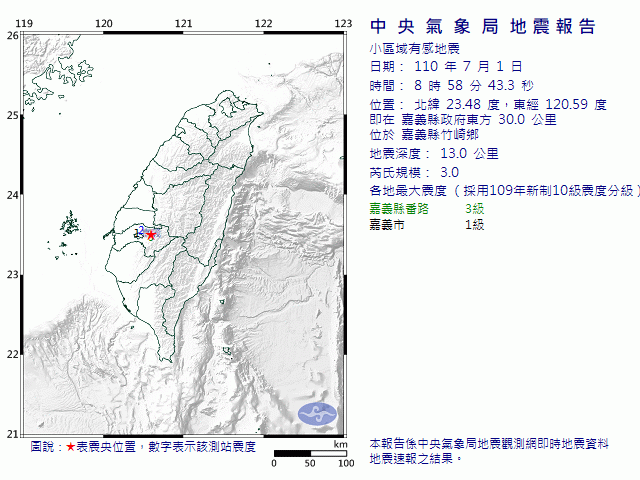 中央氣象局地震報告
小區域有感地震
日期： 110 年 7 月 1 日
時間： 8 時 58 分 43.3 秒
位置： 北緯 23.48 度，東經 120.59 度
即在 嘉義縣政府東方 30.0 公里
位於 嘉義縣竹崎鄉
地震深度： 13.0 公里
芮氏規模： 3.0
各地最大震度（採用109年新制10級震度分級）
嘉義縣番路 3級
嘉義市 1級
本報告係中央氣象局地震觀測網即時地震資料
地震速報之結果。
119 120 121 122 123
26
25
24
23
22
21
圖說：★表震央位置，數字表示該測站震度
km
0 50 100